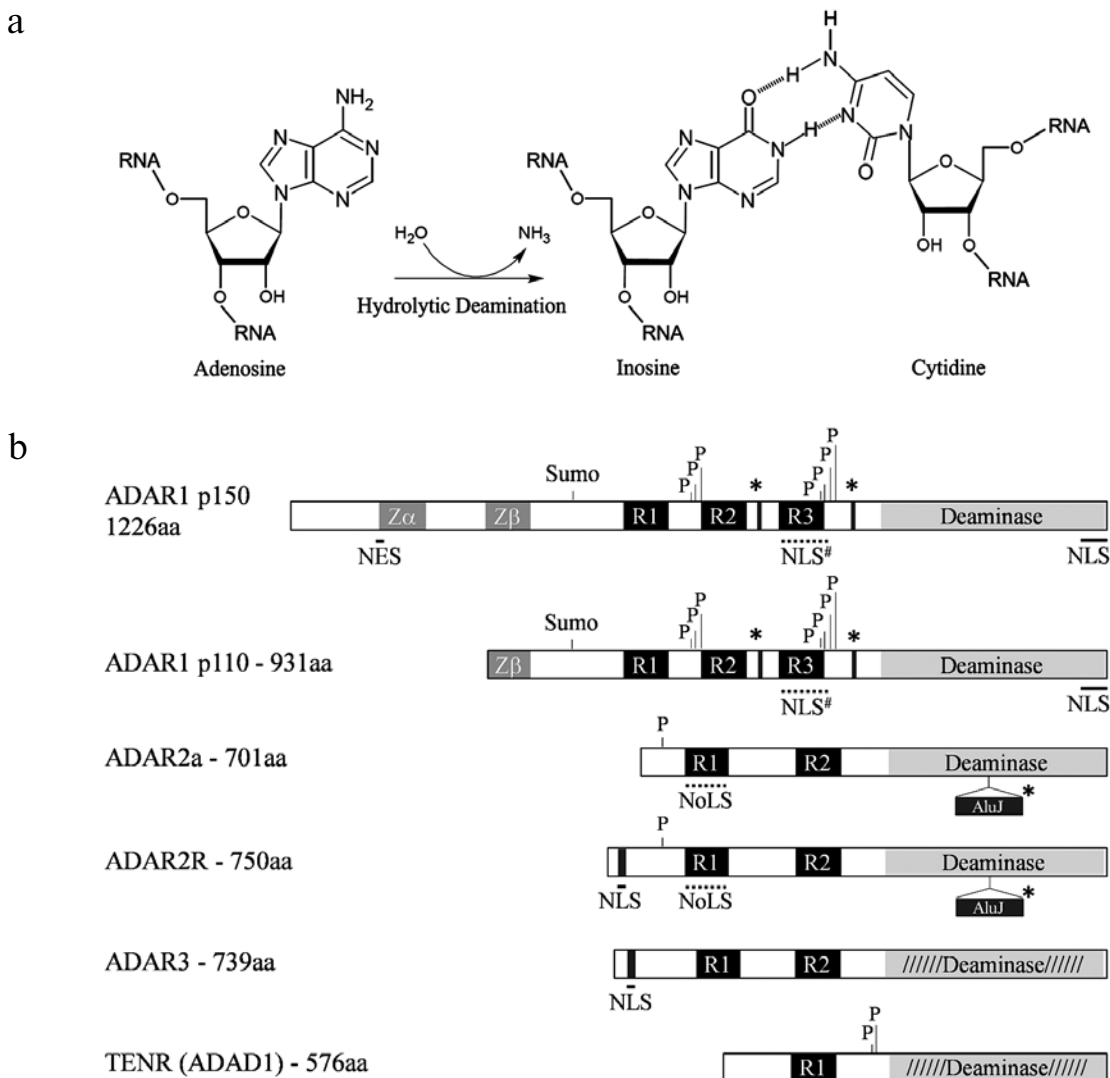 a
NH₂
N
N
N
N
RNA
O
O
O
OH
RNA
Adenosine
H₂O
NH₃
Hydrolytic Deamination
O
N
N
N
N
H
RNA
O
O
O
OH
RNA
Inosine
H
N
H
N
N
O
RNA
O
O
OH
O
RNA
Cytidine
b
ADAR1 p150
1226aa
Zα
Zβ
Sumo
R1
P
P
P
R2
*
R3
P
P
P
P
*
Deaminase
NES
NLS#
NLS
ADAR1 p110 - 931aa
Zβ
Sumo
R1
P
P
P
R2
*
R3
P
P
P
P
*
Deaminase
NLS#
NLS
ADAR2a - 701aa
P
R1
R2
Deaminase
NoLS
AluJ
*
ADAR2R - 750aa
P
R1
R2
Deaminase
NLS
NoLS
AluJ
*
ADAR3 - 739aa
R1
R2
//////Deaminase//////
NLS
TENR (ADAD1) - 576aa
R1
P
P
//////Deaminase//////